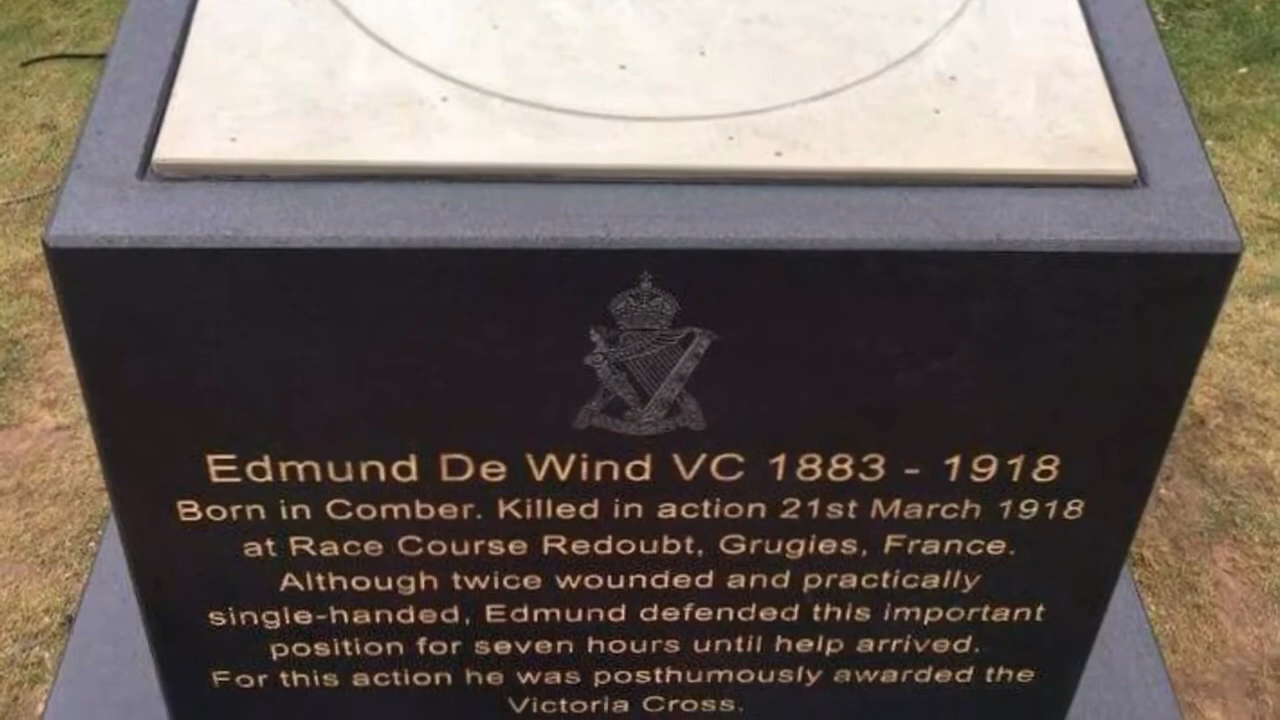 Edmund De Wind VC 1883 - 1918
Born in Comber. Killed in action 21st March 1918
at Race Course Redoubt, Grugies, France.
Although twice wounded and practically
single-handed, Edmund defended this important
position for seven hours until help arrived.
For this action he was posthumously awarded the
Victoria Cross.